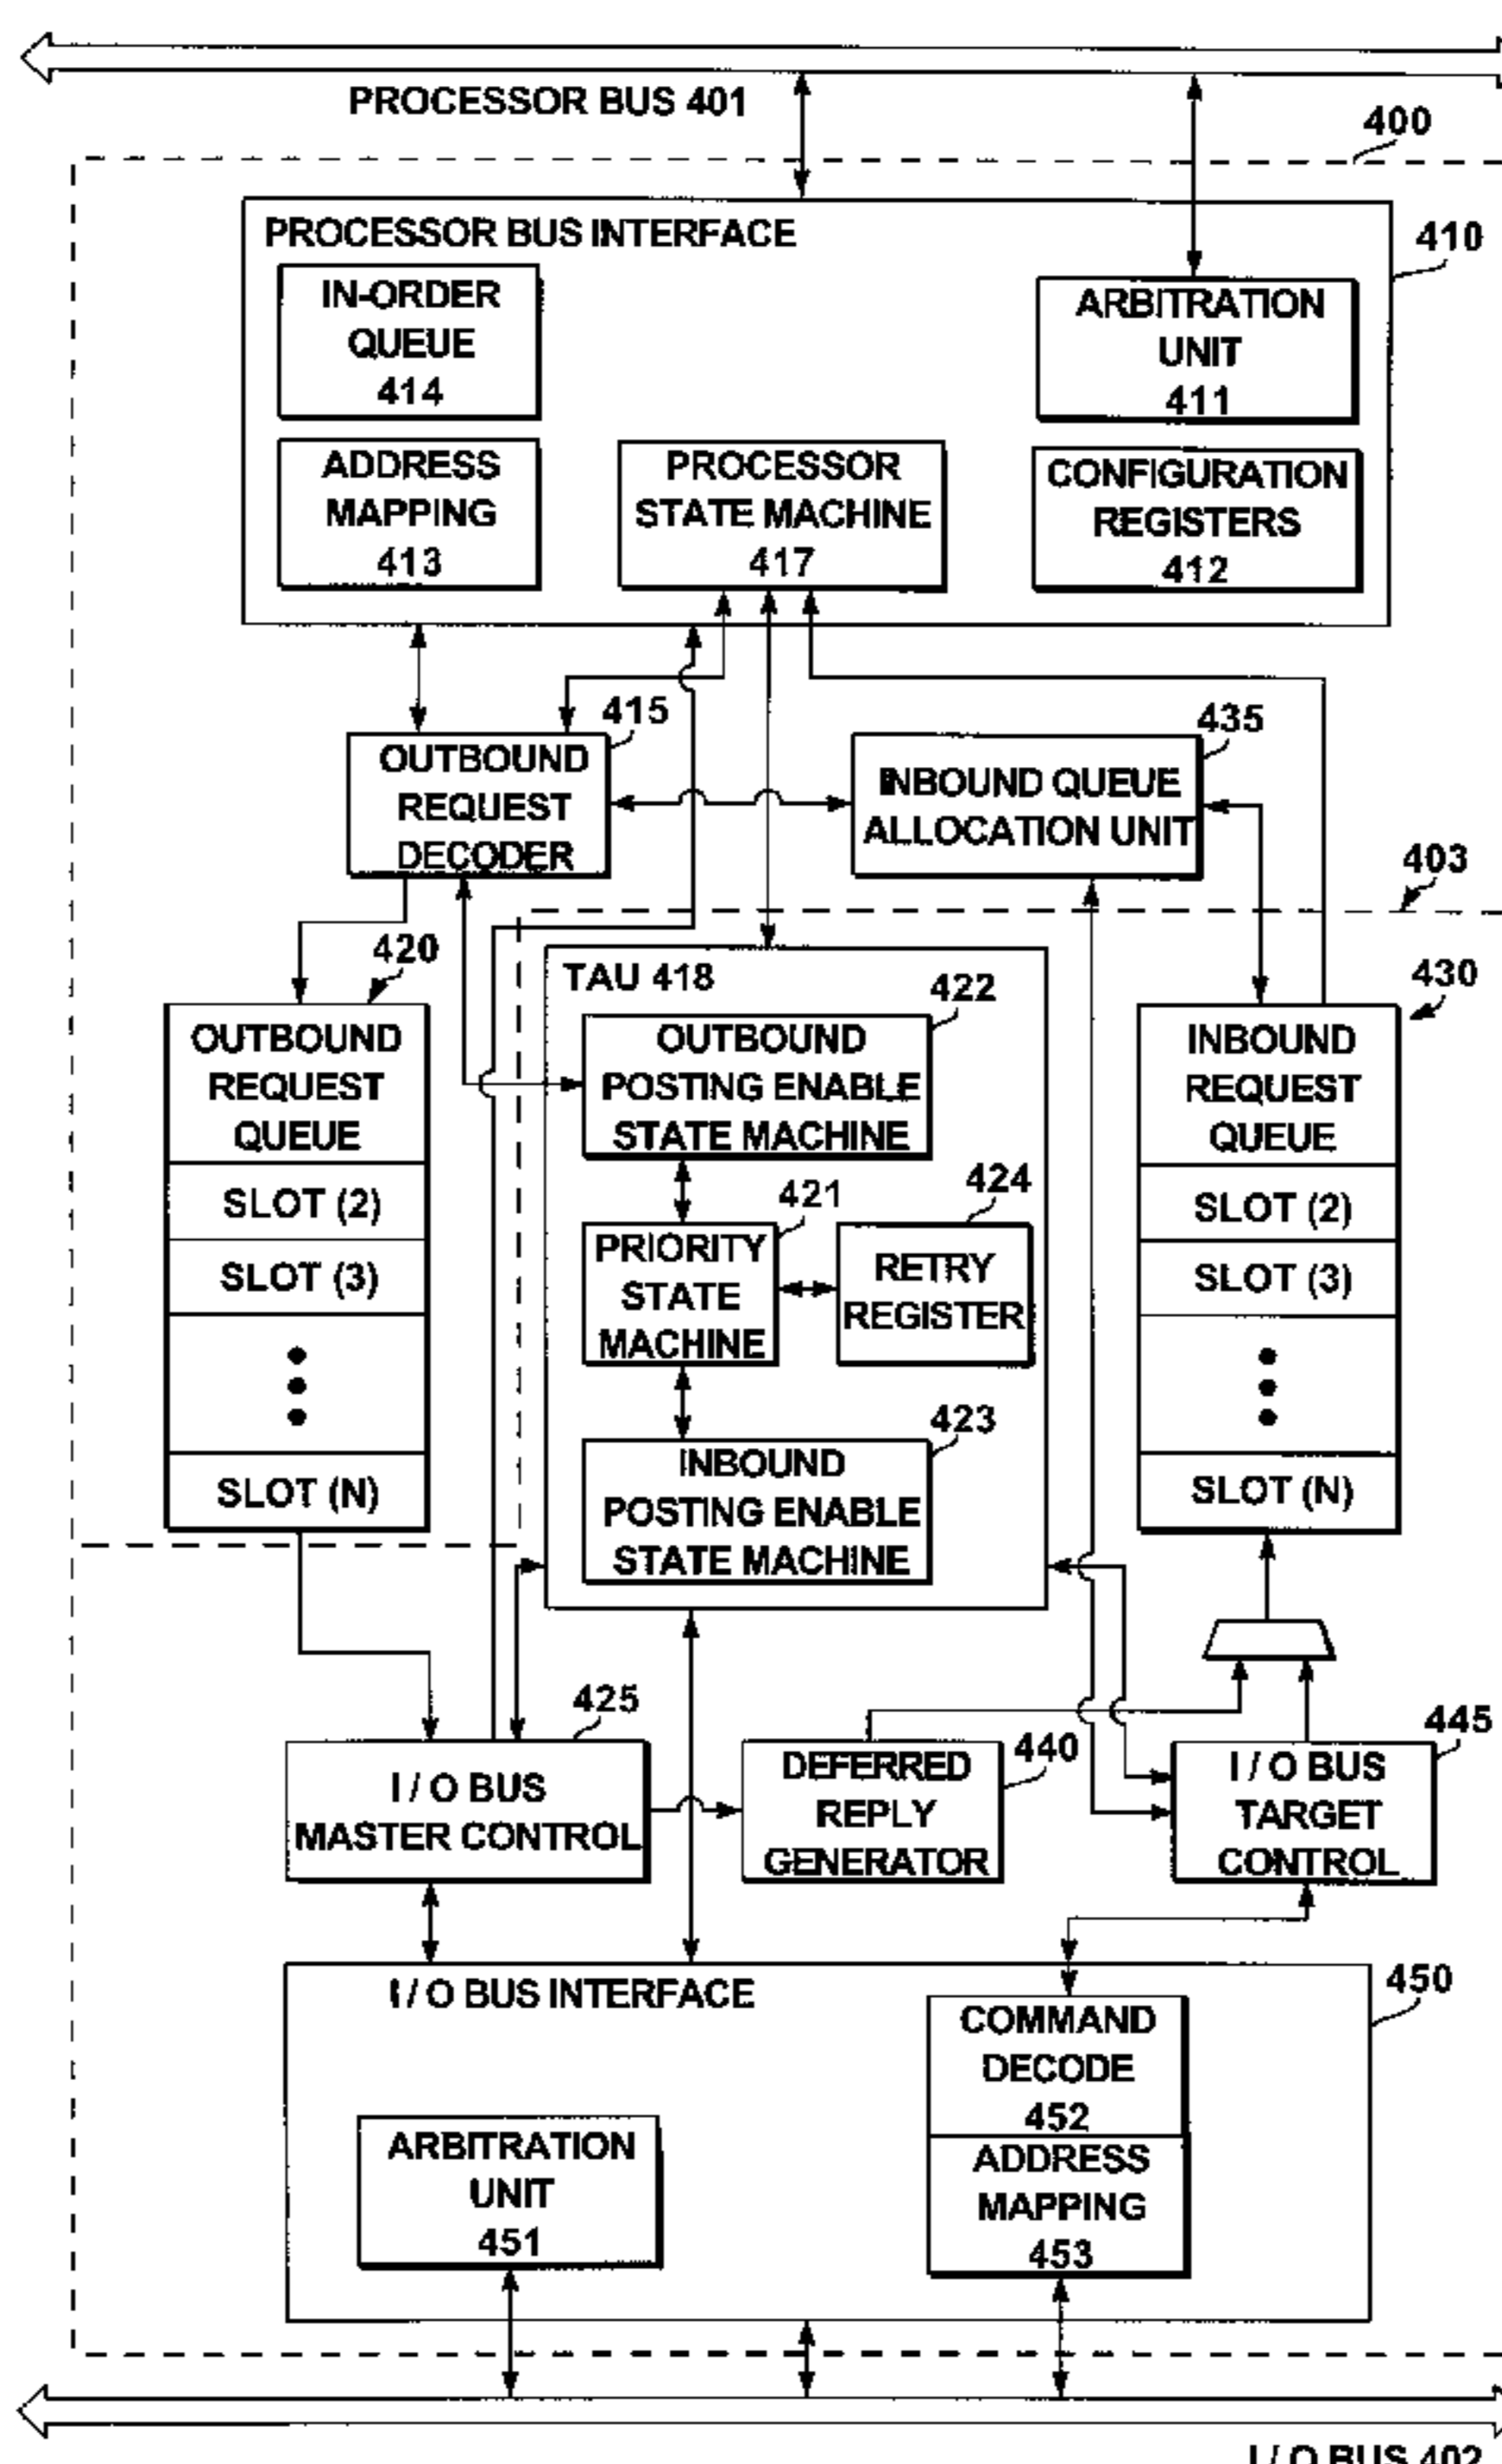 PROCESSOR BUS 401
400
PROCESSOR BUS INTERFACE
410
IN-ORDER
QUEUE
414
ARBITRATION
UNIT
411
ADDRESS
MAPPING
413
PROCESSOR
STATE MACHINE
417
CONFIGURATION
REGISTERS
412
415
OUTBOUND
REQUEST
DECODER
435
INBOUND QUEUE
ALLOCATION UNIT
403
420
OUTBOUND
REQUEST
QUEUE
SLOT (2)
SLOT (3)
SLOT (N)
TAU 418
422
OUTBOUND
POSTING ENABLE
STATE MACHINE
421
PRIORITY
STATE
MACHINE
424
RETRY
REGISTER
423
INBOUND
POSTING ENABLE
STATE MACHINE
430
INBOUND
REQUEST
QUEUE
SLOT (2)
SLOT (3)
SLOT (N)
425
I / O BUS
MASTER CONTROL
440
DEFERRED
REPLY
GENERATOR
445
I / O BUS
TARGET
CONTROL
I / O BUS INTERFACE
450
COMMAND
DECODE
452
ADDRESS
MAPPING
453
ARBITRATION
UNIT
451
I / O BUS 402